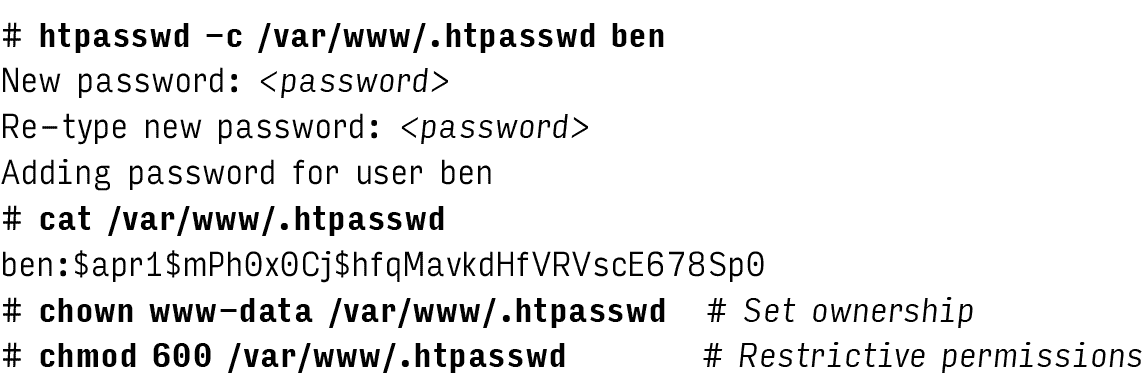 # htpasswd -c /var/www/.htpasswd ben
New password: <password>
Re-type new password: <password>
Adding password for user ben
# cat /var/www/.htpasswd
ben:$apr1$mPh0x0Cj$hfqMavkdHfVRVscE678Sp0
# chown www-data /var/www/.htpasswd # Set ownership
# chmod 600 /var/www/.htpasswd # Restrictive permissions